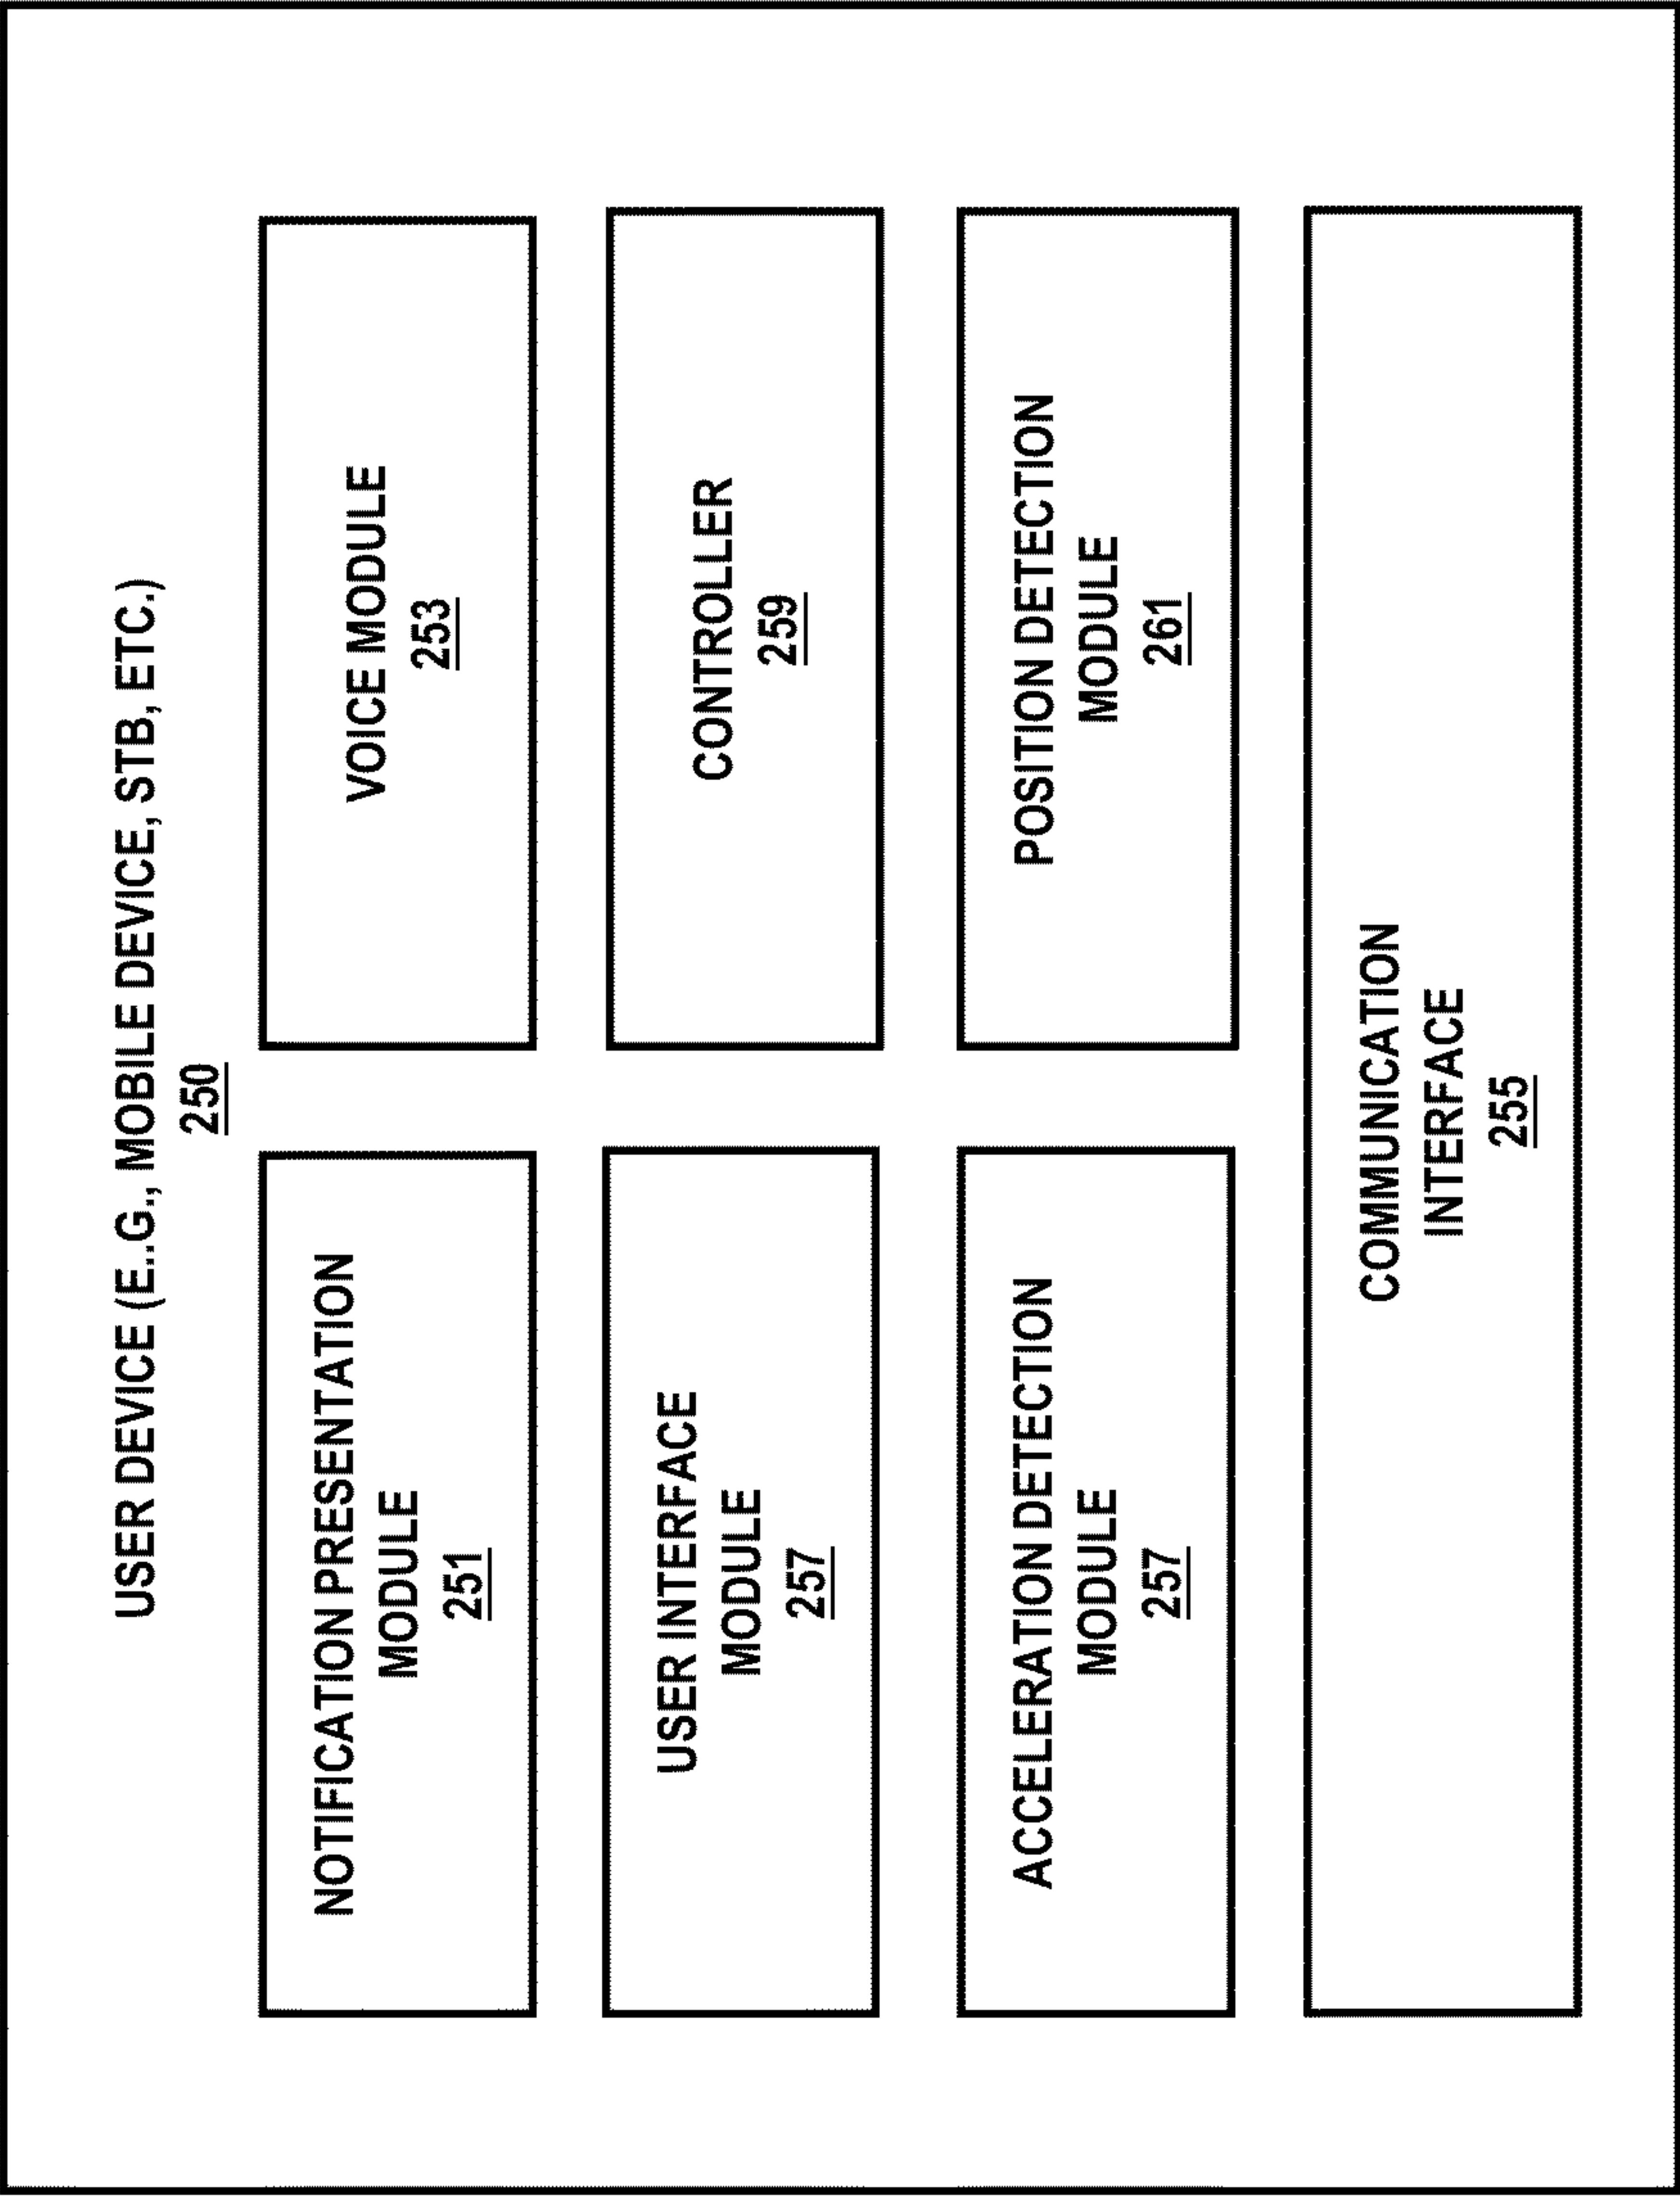 USER DEVICE (E..G., MOBILE DEVICE, STB, ETC.)
250
NOTIFICATION PRESENTATION
MODULE
251
VOICE MODULE
253
USER INTERFACE
MODULE
257
CONTROLLER
259
ACCELERATION DETECTION
MODULE
257
POSITION DETECTION
MODULE
261
COMMUNICATION
INTERFACE
255